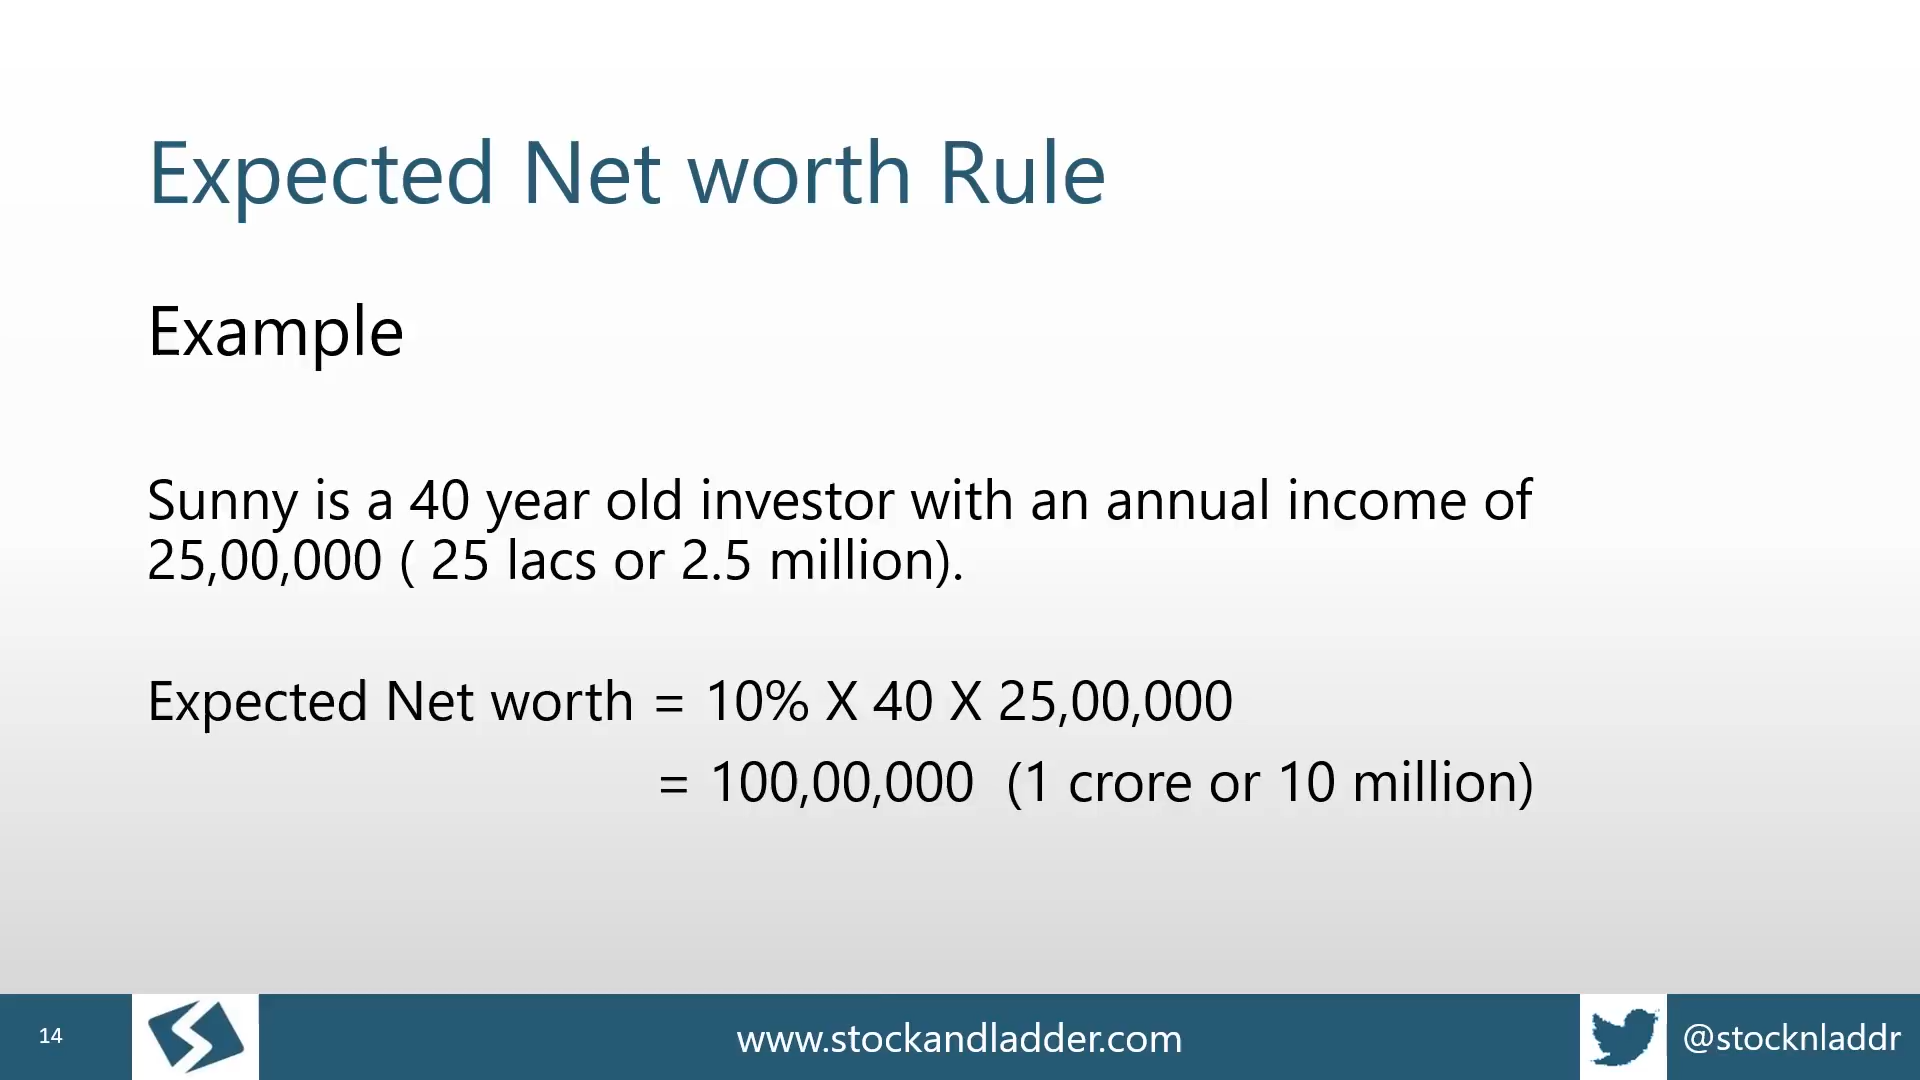 Expected Net worth Rule
Example
Sunny is a 40 year old investor with an annual income of
25,00,000 ( 25 lacs or 2.5 million).
Expected Net worth = 10% X 40 X 25,00,000
= 100,00,000 (1 crore or 10 million)
14
www.stockandladder.com
@stocknladdr